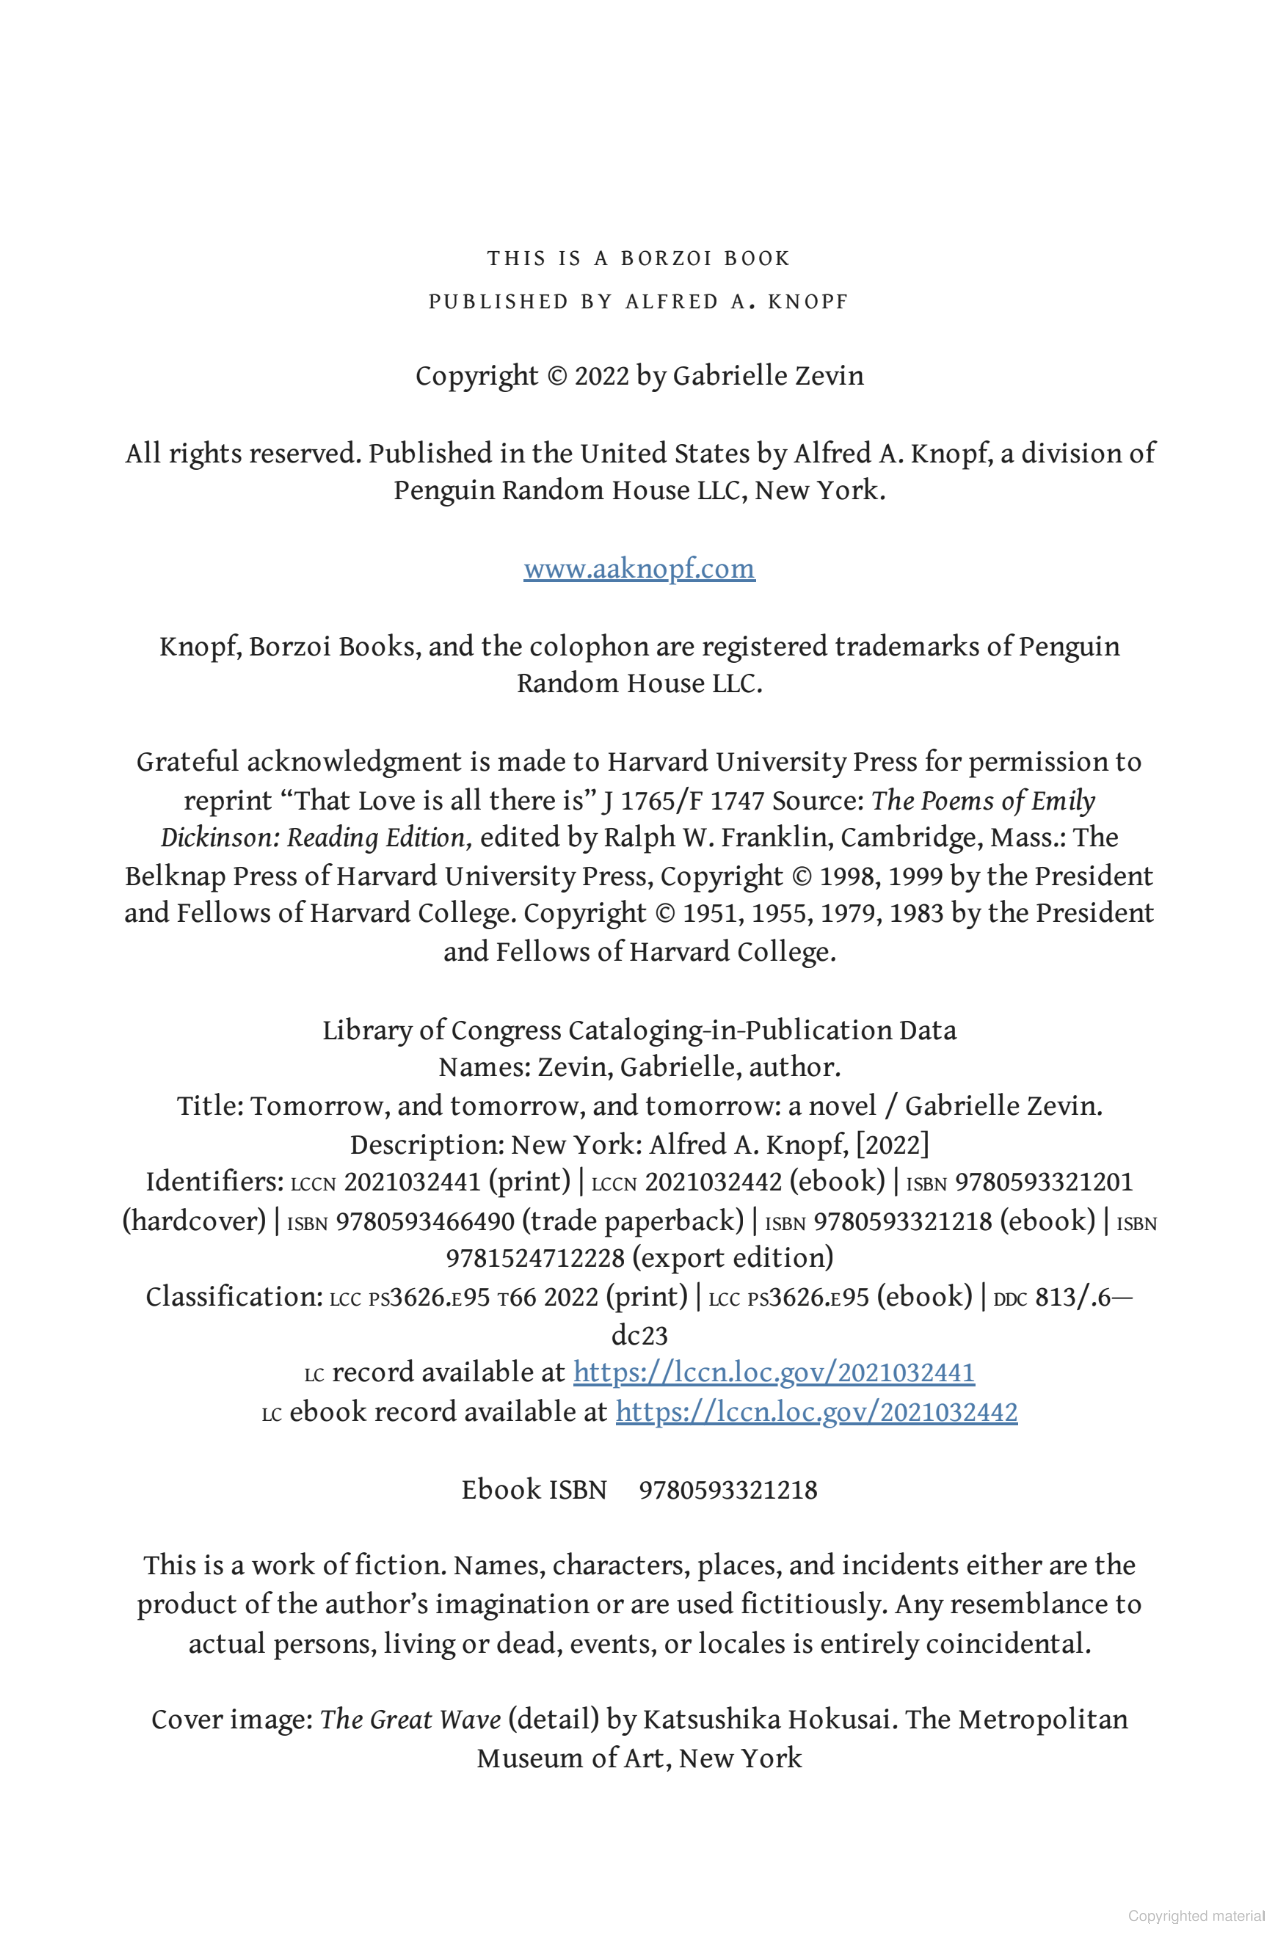 THIS IS A BORZOI BOOK
PUBLISHED BY ALFRED A. KNOPF
Copyright © 2022 by Gabrielle Zevin
All rights reserved. Published in the United States by Alfred A. Knopf, a division of
Penguin Random House LLC, New York.
www.aaknopf.com
Knopf, Borzoi Books, and the colophon are registered trademarks of Penguin
Random House LLC.
Grateful acknowledgment is made to Harvard University Press for permission to
reprint “That Love is all there is” J 1765/F 1747 Source: The Poems of Emily
Dickinson: Reading Edition, edited by Ralph W. Franklin, Cambridge, Mass.: The
Belknap Press of Harvard University Press, Copyright © 1998, 1999 by the President
and Fellows of Harvard College. Copyright © 1951, 1955, 1979, 1983 by the President
and Fellows of Harvard College.
Library of Congress Cataloging-in-Publication Data
Names: Zevin, Gabrielle, author.
Title: Tomorrow, and tomorrow, and tomorrow: a novel / Gabrielle Zevin.
Description: New York: Alfred A. Knopf, [2022]
Identifiers: LCCN 2021032441 (print) | LCCN 2021032442 (ebook) | ISBN 9780593321201
(hardcover) | ISBN 9780593466490 (trade paperback) | ISBN 9780593321218 (ebook) | ISBN
9781524712228 (export edition)
Classification: LCC PS3626.E95 T66 2022 (print) | LCC PS3626.E95 (ebook) | DDC 813/.6—
dc23
LC record available at https://lccn.loc.gov/2021032441
LC ebook record available at https://lccn.loc.gov/2021032442
Ebook ISBN 9780593321218
This is a work of fiction. Names, characters, places, and incidents either are the
product of the author’s imagination or are used fictitiously. Any resemblance to
actual persons, living or dead, events, or locales is entirely coincidental.
Cover image: The Great Wave (detail) by Katsushika Hokusai. The Metropolitan
Museum of Art, New York
Copyrighted material